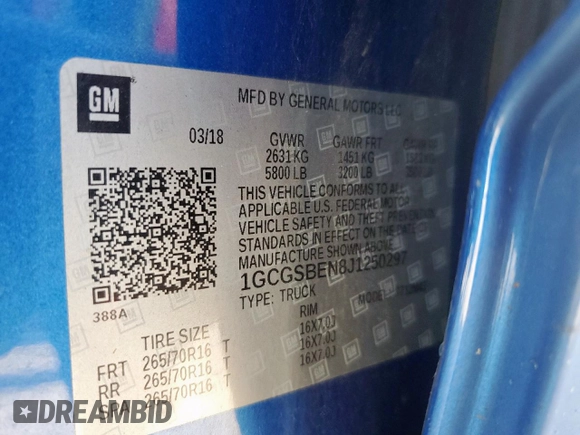 GM
MFD BY GENERAL MOTORS LLC
03/18 GVWR GAWR FRT GAWR RR
2631 KG 1451 KG
5800 LB 3200 LB
THIS VEHICLE CONFORMS TO ALL
APPLICABLE U.S. FEDERAL MOTOR
VEHICLE SAFETY AND THEFT PREVENTION
STANDARDS IN EFFECT ON THE DATE
OF MANUFACTURE SHOWN ABOVE.
1GCGSBEN8J1250297
TYPE: TRUCK
388A
TIRE SIZE RIM
FRT 265/70R16 T 16X7.0J
RR 265/70R16 T 16X7.0J
265/70R16 T 16X7.0J
DREAMBID